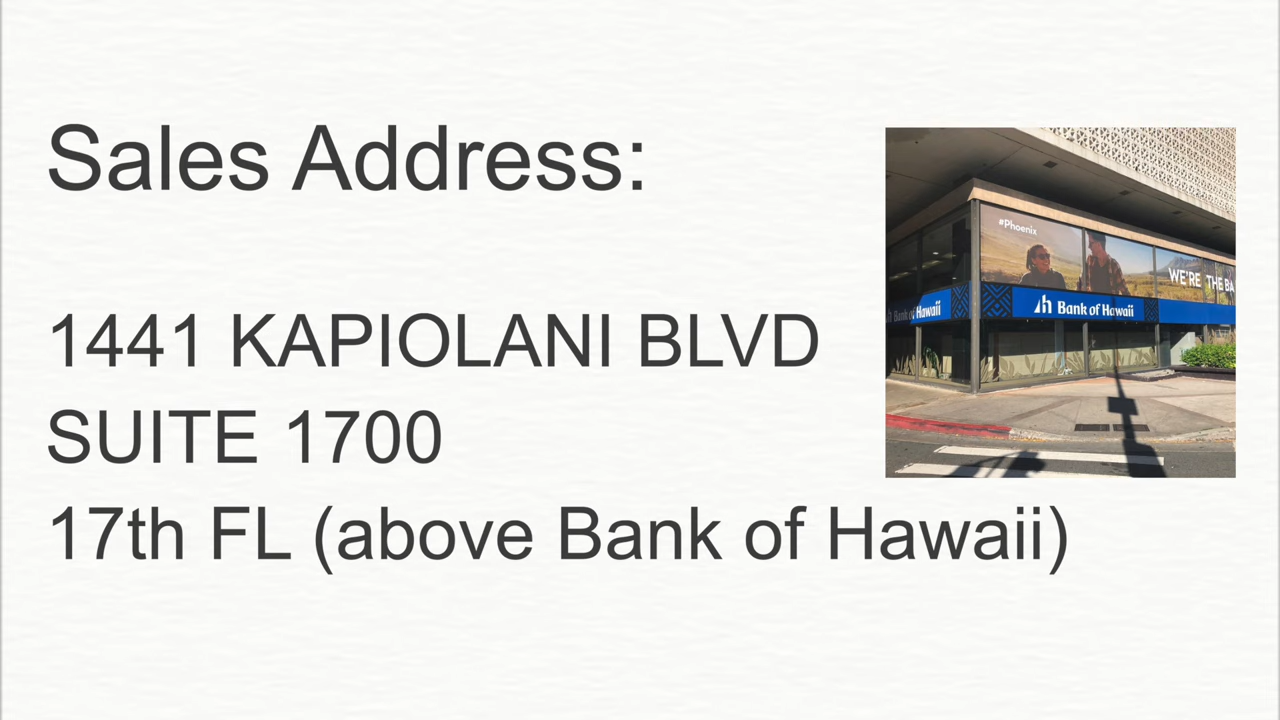 Sales Address:
1441 KAPIOLANI BLVD
SUITE 1700
17th FL (above Bank of Hawaii)
#Phoenix
WE'RE THE BA
Bank of Hawaii
Bank of Hawaii